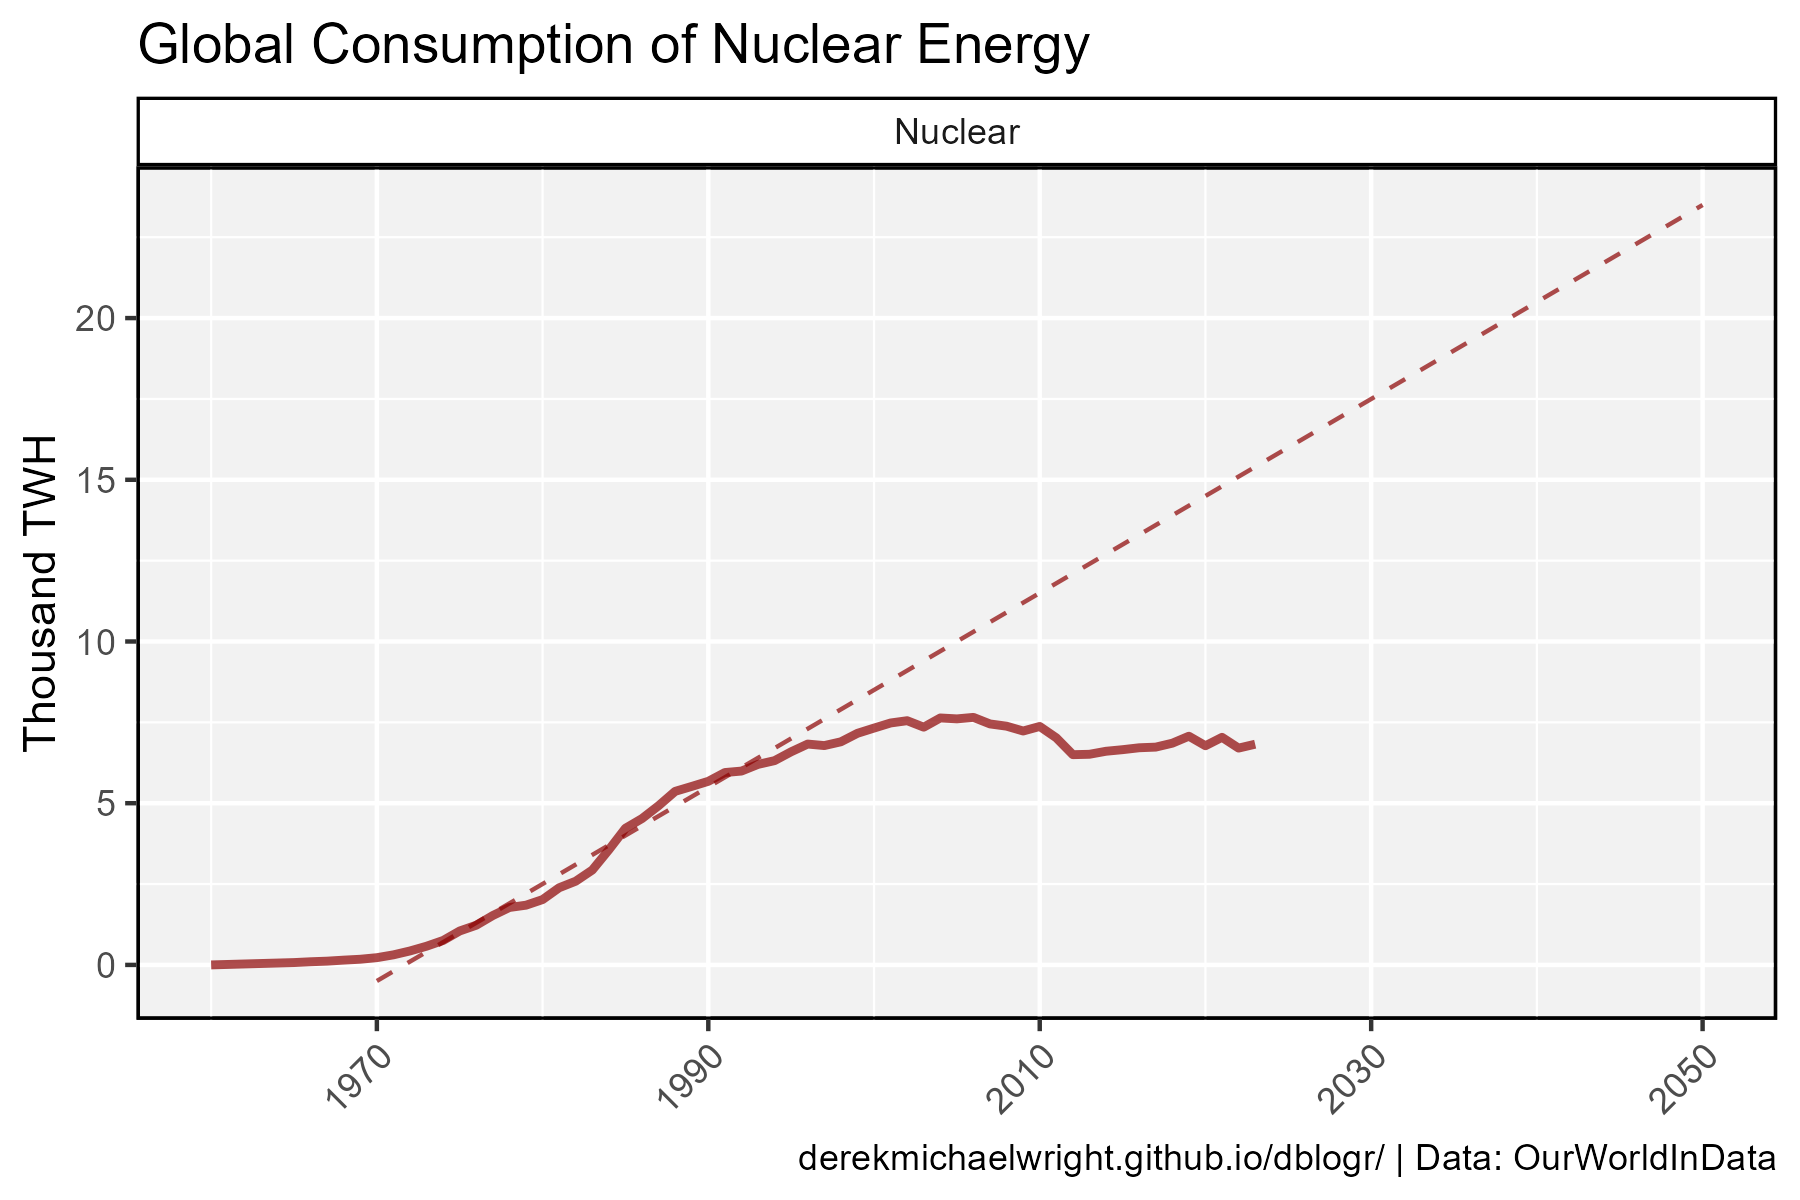 Global Consumption of Nuclear Energy
Nuclear
Thousand TWH
20
15
10
5
0
1970
1990
2010
2030
2050
derekmichaelwright.github.io/dblogr/ | Data: OurWorldInData